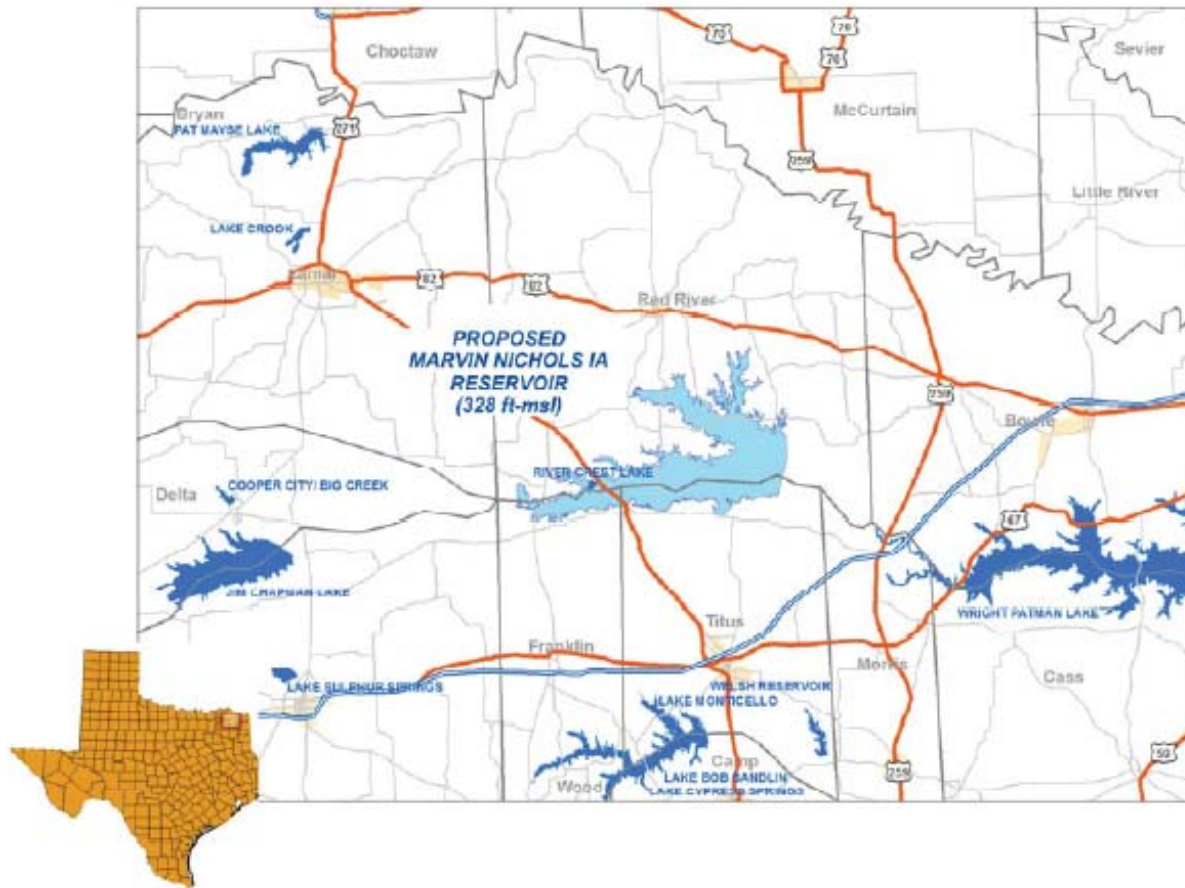 70
70
70
Choctaw
Sevier
McCurtain
Bryan
PAT MAYSE LAKE
271
259
Little River
LAKE CROOK
Lamar
82
82
Red River
PROPOSED
MARVIN NICHOLS IA
RESERVOIR
(328 ft-msl)
259
Bowie
RIVER CREST LAKE
COOPER CITY/ BIG CREEK
Delta
67
JIM CHAPMAN LAKE
WRIGHT PATMAN LAKE
Titus
Franklin
Morris
Cass
LAKE SULPHUR SPRINGS
WELSH RESERVOIR
LAKE MONTICELLO
Camp
59
259
LAKE BOB SANDLIN
Wood
LAKE CYPRESS SPRINGS